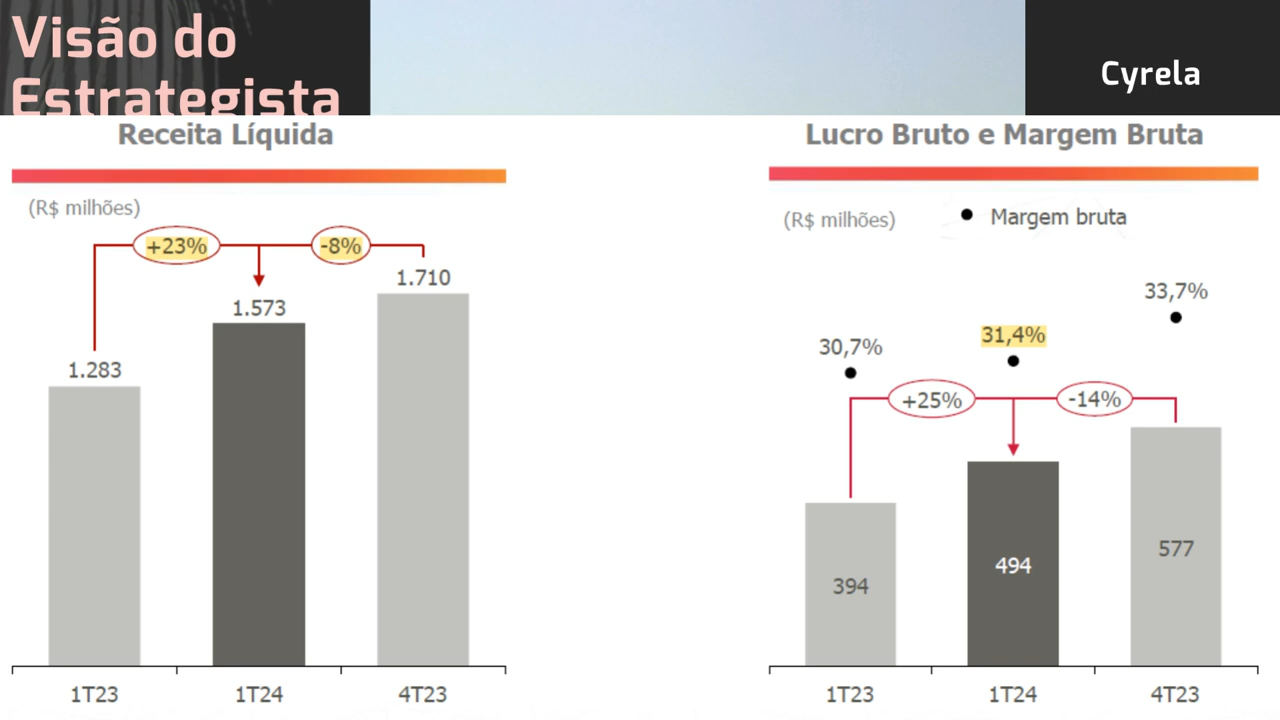 Visão do
Estrategista
Cyrela
Receita Líquida
(R$ milhões)
+23%
-8%
1.283
1.573
1.710
1T23
1T24
4T23
Lucro Bruto e Margem Bruta
(R$ milhões)
Margem bruta
30,7%
31,4%
33,7%
+25%
-14%
394
494
577
1T23
1T24
4T23